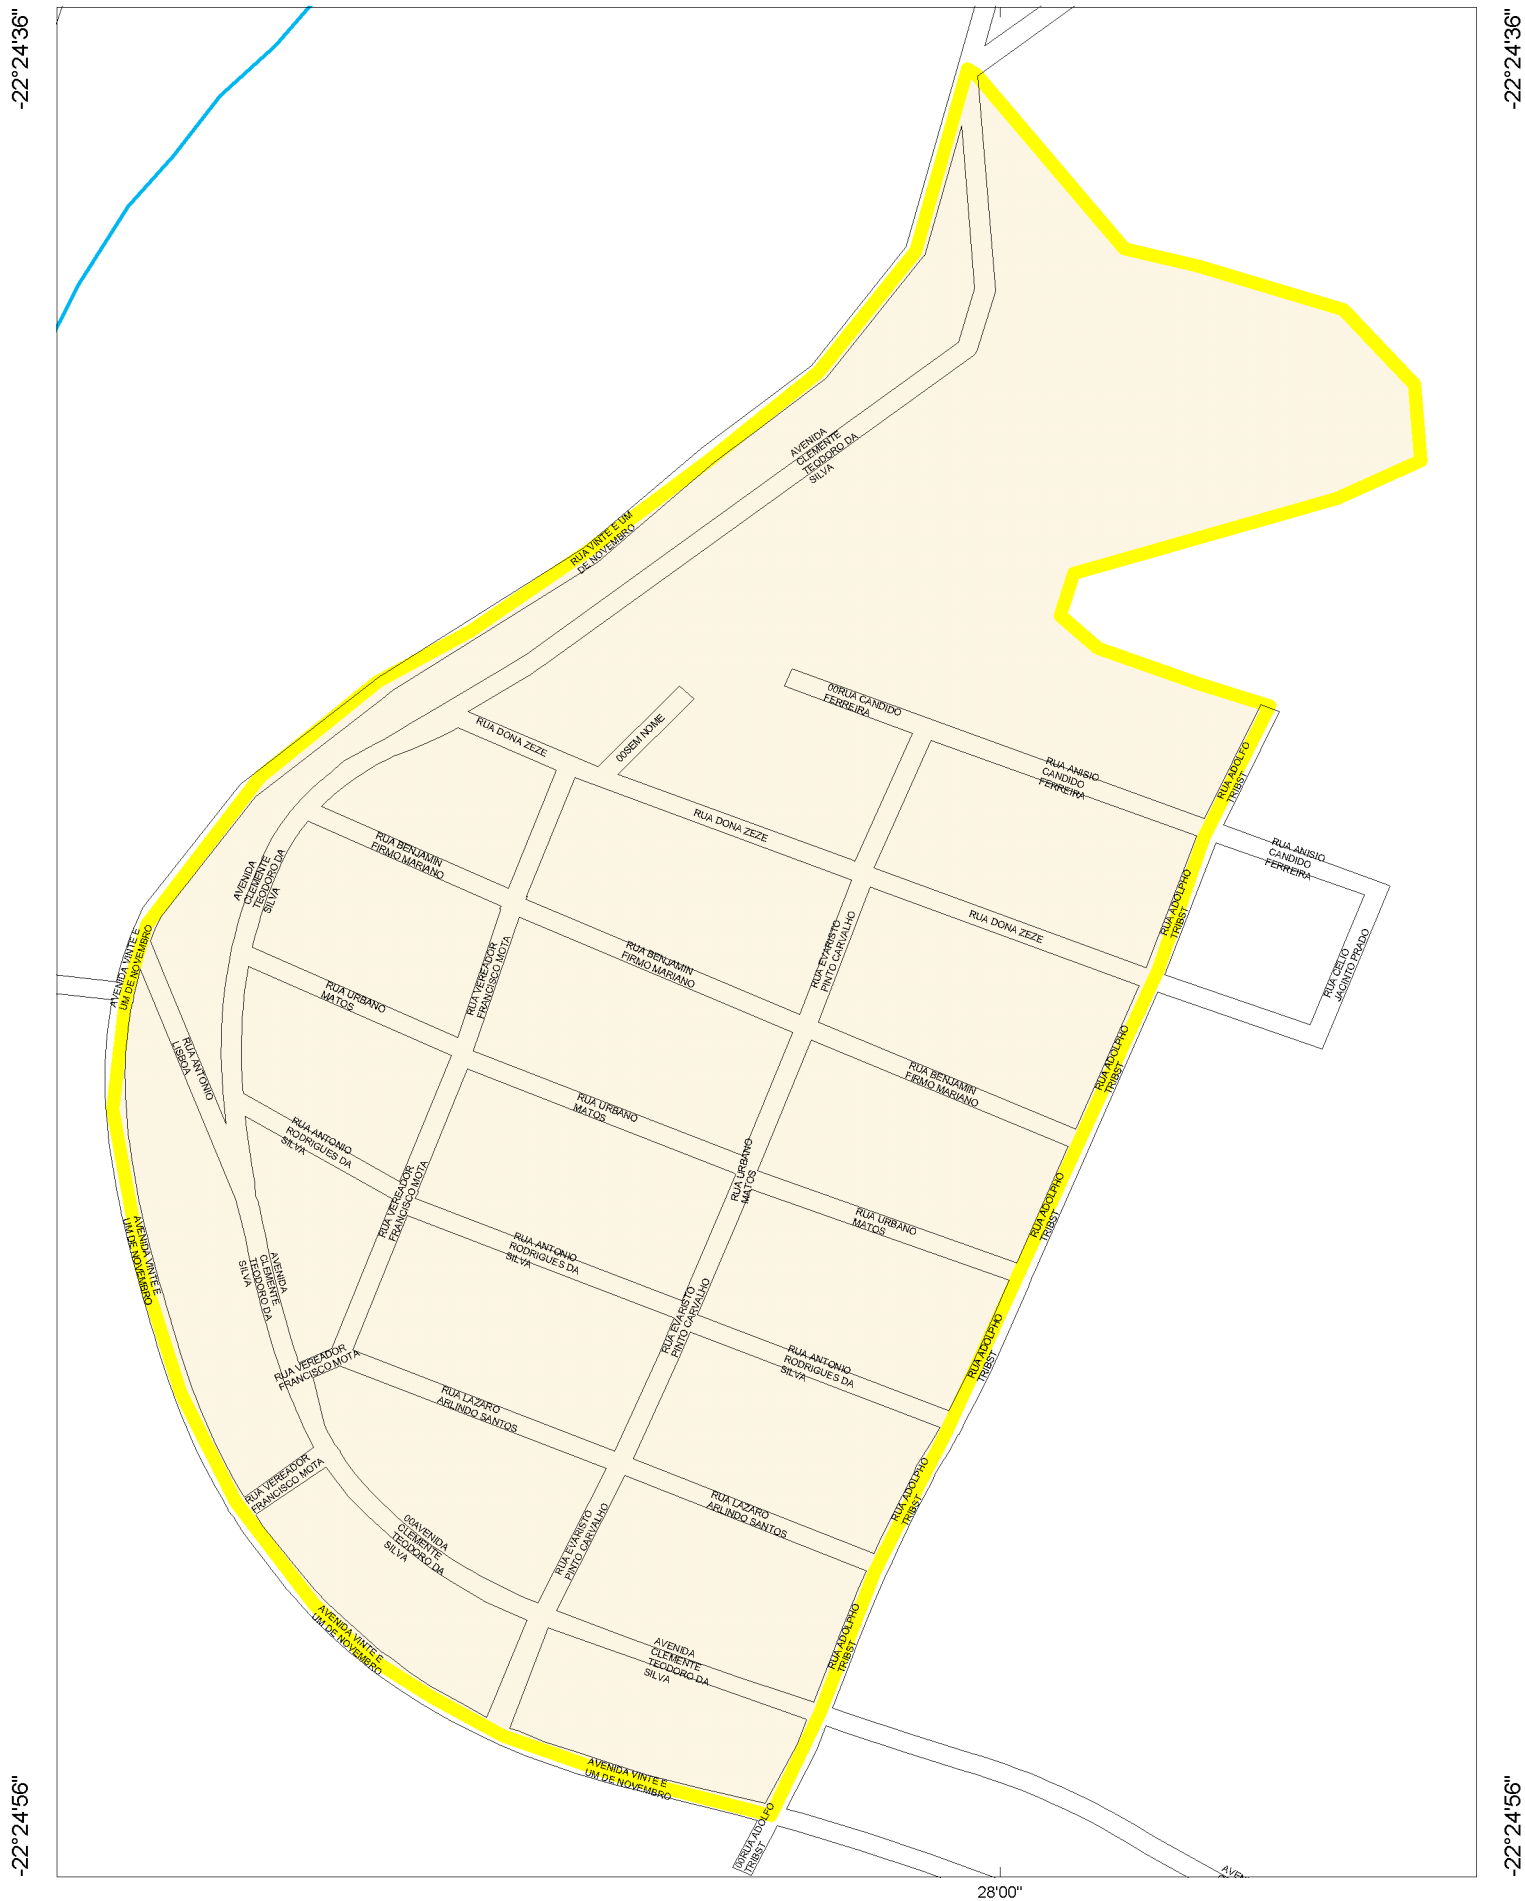 -22°24'36"
-22°24'36"
AVENIDA
CLEMENTE
TEODORO DA
SILVA
RUA VINTE E UM
DE NOVEMBRO
00RUA CANDIDO
FERREIRA
RUA DONA ZEZE
00SEM NOME
RUA ANISIO
CANDIDO
FERREIRA
RUA ADOLFO
TRIBST
RUA DONA ZEZE
RUA BENJAMIN
FIRMO MARIANO
RUA ANISIO
CANDIDO
FERREIRA
AVENIDA
CLEMENTE
TEODORO DA
SILVA
RUA ADOLPHO
TRIBST
RUA DONA ZEZE
AVENIDA VINTE E
UM DE NOVEMBRO
RUA VEREADOR
FRANCISCO MOTA
RUA BENJAMIN
FIRMO MARIANO
RUA EVARISTO
PINTO CARVALHO
RUA CELIO
JACINTO PRADO
RUA URBANO
MATOS
RUA ANTONIO
LISBOA
RUA ADOLPHO
TRIBST
RUA BENJAMIN
FIRMO MARIANO
RUA URBANO
MATOS
RUA ANTONIO
RODRIGUES DA
SILVA
RUA VEREADOR
FRANCISCO MOTA
RUA URBANO
MATOS
RUA ADOLPHO
TRIBST
RUA URBANO
MATOS
AVENIDA VINTE E
UM DE NOVEMBRO
AVENIDA
CLEMENTE
TEODORO DA
SILVA
RUA ANTONIO
RODRIGUES DA
SILVA
RUA EVARISTO
PINTO CARVALHO
RUA ADOLPHO
TRIBST
RUA VEREADOR
FRANCISCO MOTA
RUA ANTONIO
RODRIGUES DA
SILVA
RUA LAZARO
ARLINDO SANTOS
RUA VEREADOR
FRANCISCO MOTA
RUA ADOLPHO
TRIBST
RUA LAZARO
ARLINDO SANTOS
00AVENIDA
CLEMENTE
TEODORO DA
SILVA
RUA EVARISTO
PINTO CARVALHO
AVENIDA VINTE E
UM DE NOVEMBRO
AVENIDA
CLEMENTE
TEODORO DA
SILVA
RUA ADOLPHO
TRIBST
AVENIDA VINTE E
UM DE NOVEMBRO
00RUA ADOLFO
TRIBST
-22°24'56"
-22°24'56"
28'00"